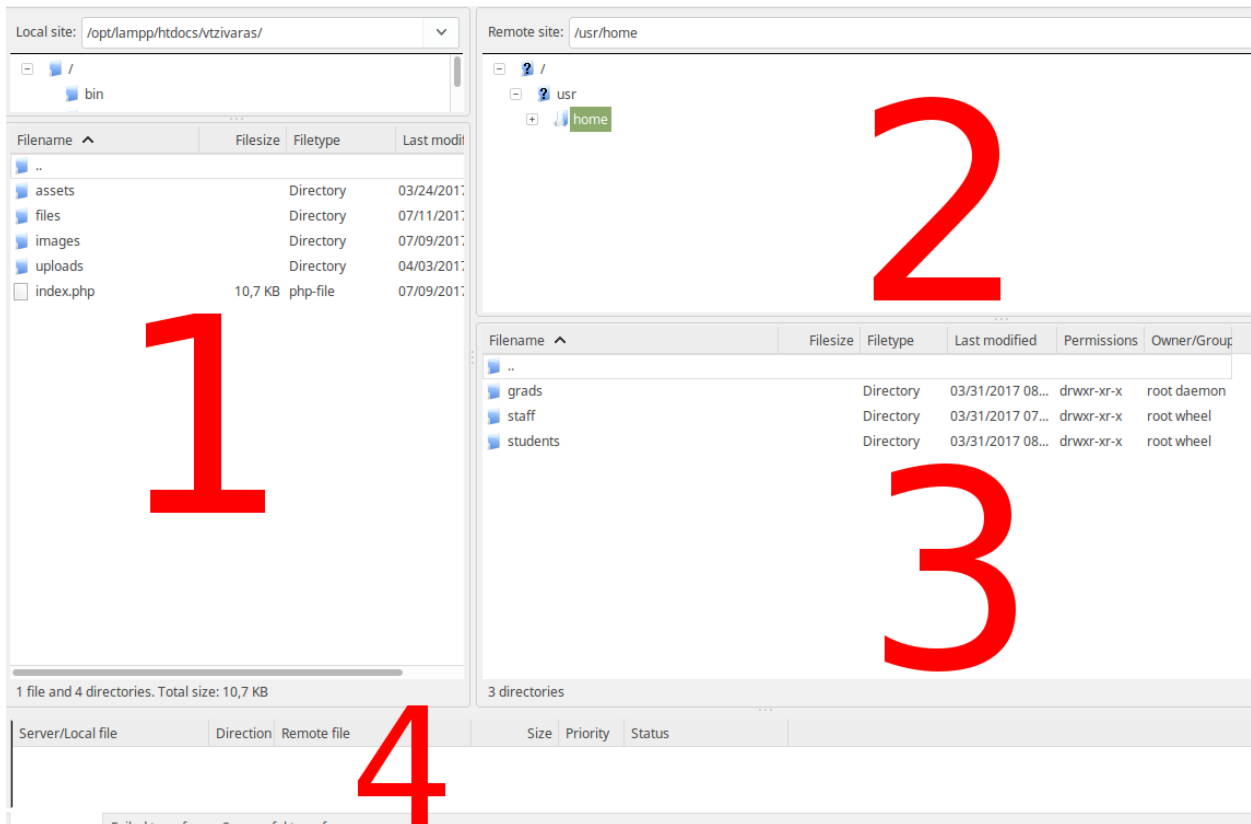 Local site: /opt/lampp/htdocs/vtzivaras/
/
bin
Filename Filesize Filetype Last modif
..
assets Directory 03/24/2017
files Directory 07/11/2017
images Directory 07/09/2017
uploads Directory 04/03/2017
index.php 10,7 KB php-file 07/09/2017
1
1 file and 4 directories. Total size: 10,7 KB
Remote site: /usr/home
/
usr
home
2
Filename Filesize Filetype Last modified Permissions Owner/Group
..
grads Directory 03/31/2017 08... drwxr-xr-x root daemon
staff Directory 03/31/2017 07... drwxr-xr-x root wheel
students Directory 03/31/2017 08... drwxr-xr-x root wheel
3
3 directories
Server/Local file Direction Remote file Size Priority Status
4